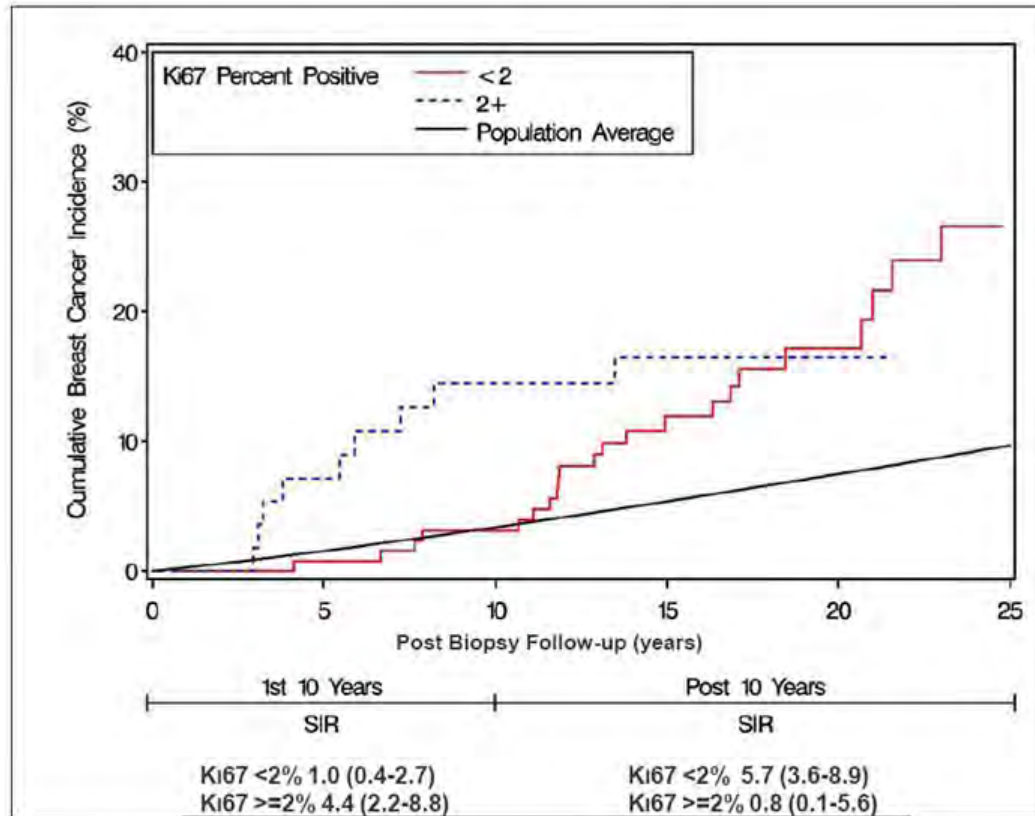 40
30
20
10
0
Cumulative Breast Cancer Incidence (%)
Ki67 Percent Positive
<2
2+
Population Average
0 5 10 15 20 25
Post Biopsy Follow-up (years)
1st 10 Years Post 10 Years
SIR SIR
Ki67 <2% 1.0 (0.4-2.7) Ki67 <2% 5.7 (3.6-8.9)
Ki67 >=2% 4.4 (2.2-8.8) Ki67 >=2% 0.8 (0.1-5.6)